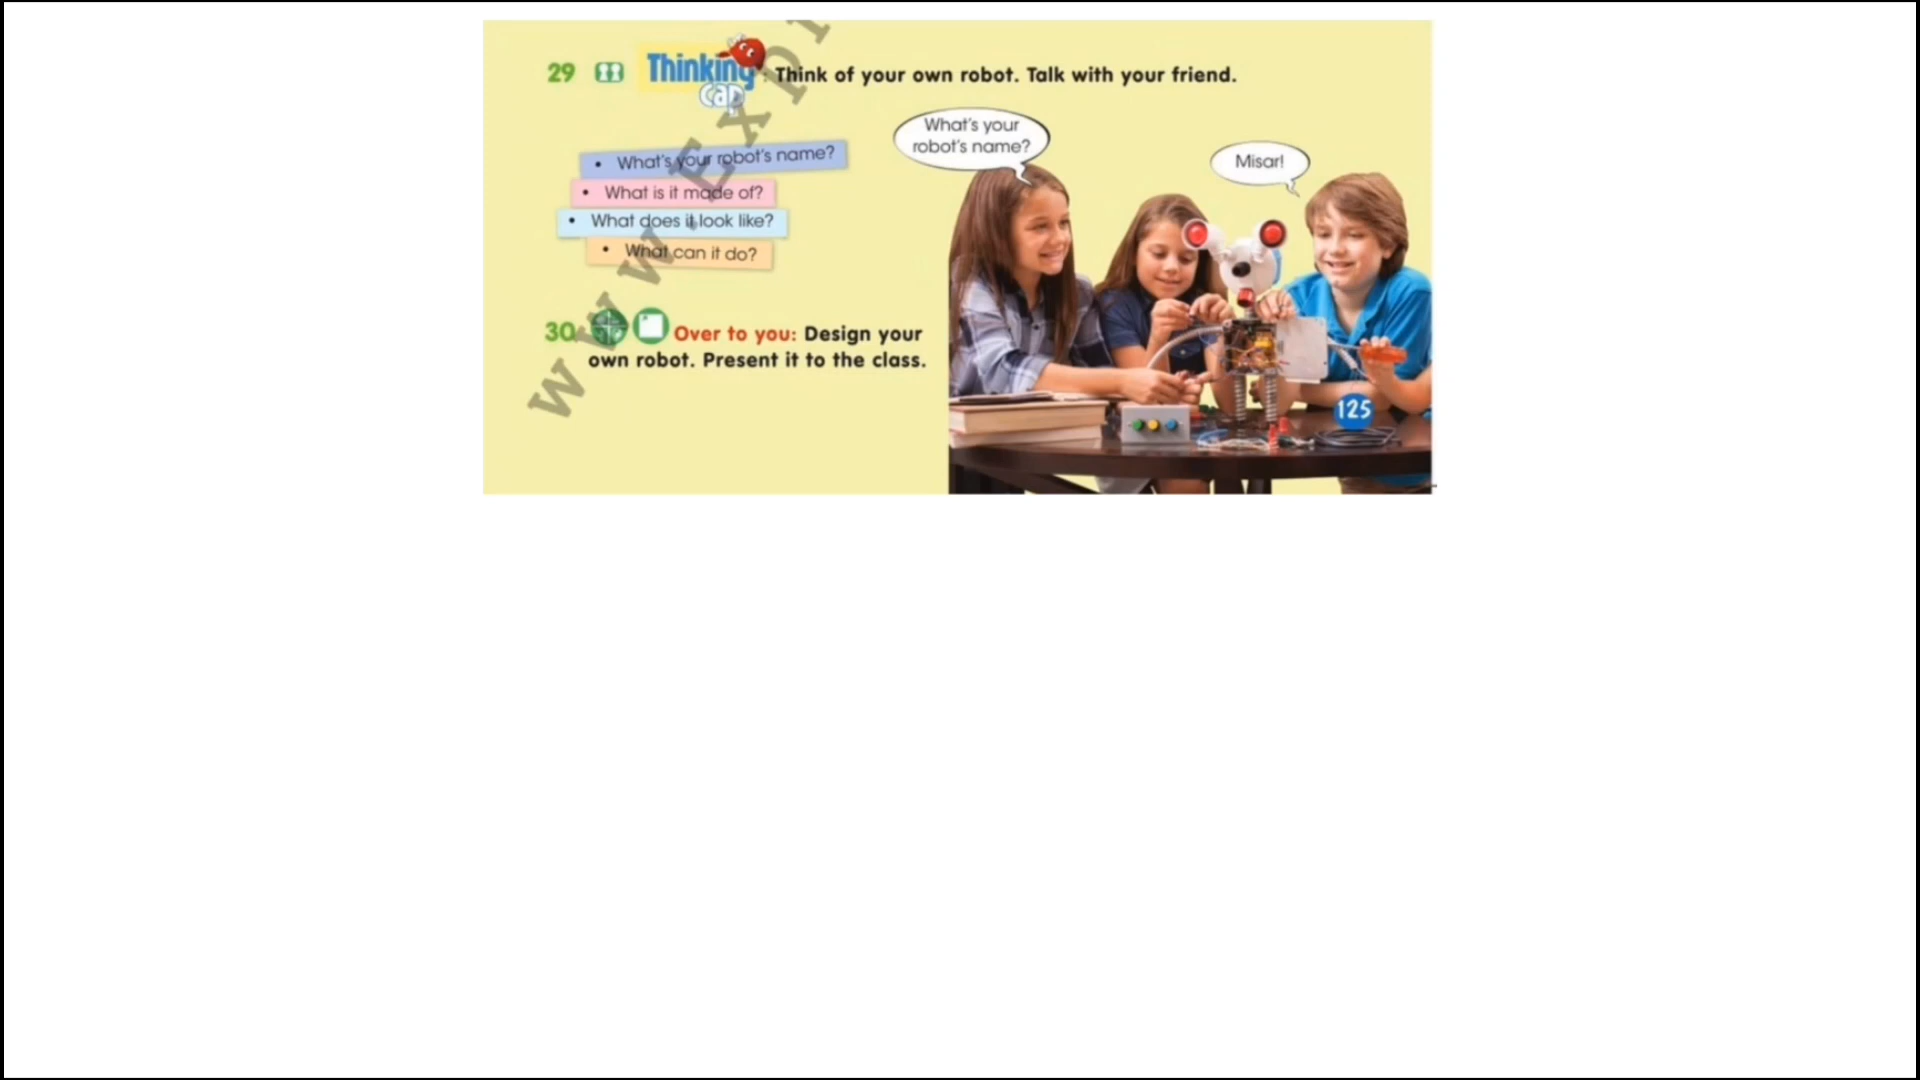 29 Thinking Cap : Think of your own robot. Talk with your friend.
• What's your robot's name?
• What is it made of?
• What does it look like?
• What can it do?
What's your
robot's name?
Misar!
30 Over to you: Design your
own robot. Present it to the class.
125
www.Expr